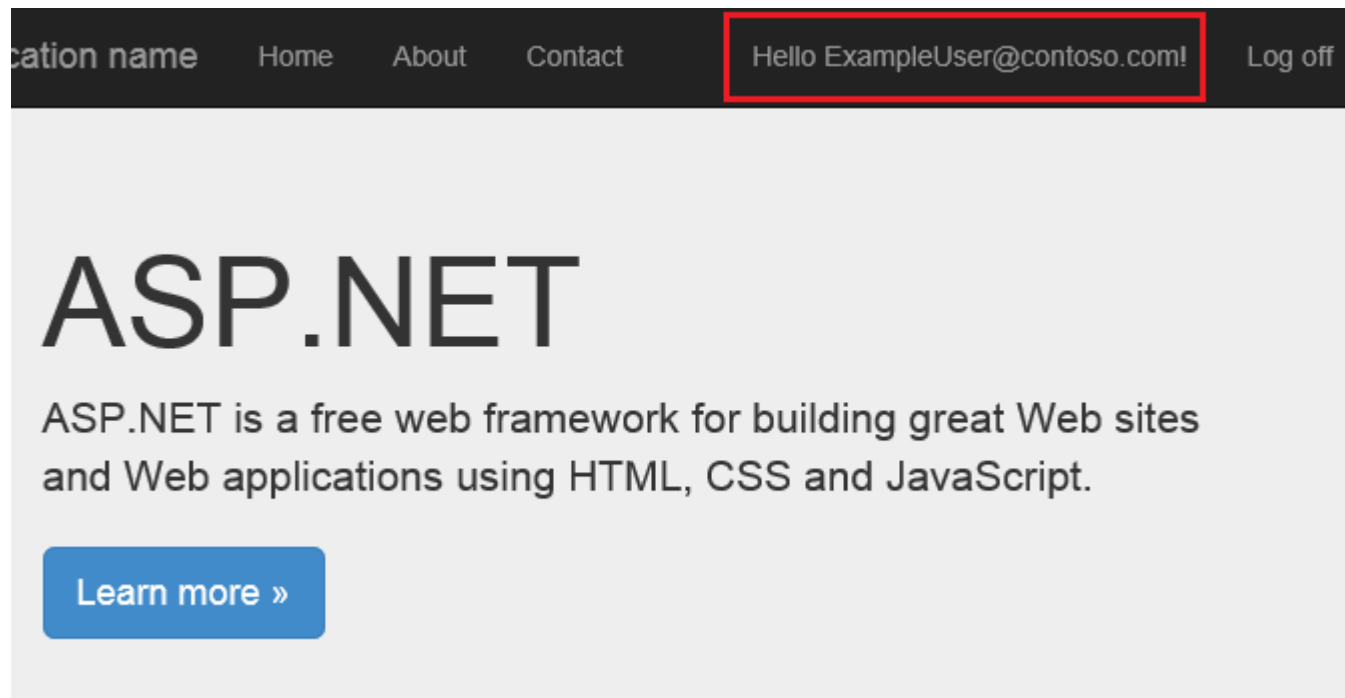 cation name Home About Contact Hello ExampleUser@contoso.com! Log off
ASP.NET
ASP.NET is a free web framework for building great Web sites
and Web applications using HTML, CSS and JavaScript.
Learn more »